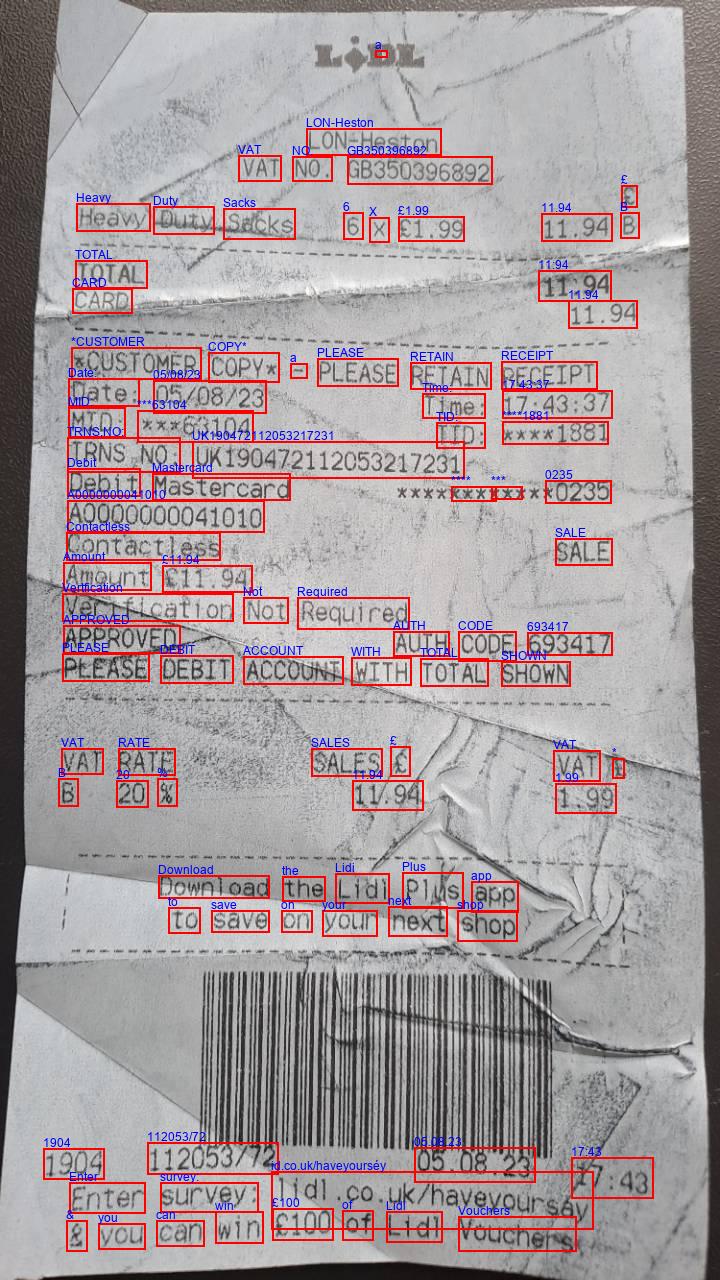 LIDL
LON-Heston
VAT NO. GB350396892
£
Heavy Duty Sacks 6 x £1.99 11.94 B
TOTAL 11.94
CARD 11.94
*CUSTOMER COPY* - PLEASE RETAIN RECEIPT
Date: 05/08/23 Time: 17:43:37
MID: ***63104 TID: ****1881
TRNS NO: UK190472112053217231
Debit Mastercard ************0235
A0000000041010
Contactless SALE
Amount £11.94
Verification Not Required
APPROVED AUTH CODE 693417
PLEASE DEBIT ACCOUNT WITH TOTAL SHOWN
VAT RATE SALES £ VAT £
B 20 % 11.94 1.99
Download the Lidl Plus app
to save on your next shop
1904 112053/72 05.08.23 17:43
Enter survey: lidl.co.uk/haveyoursay
& you can win £100 of Lidl Vouchers